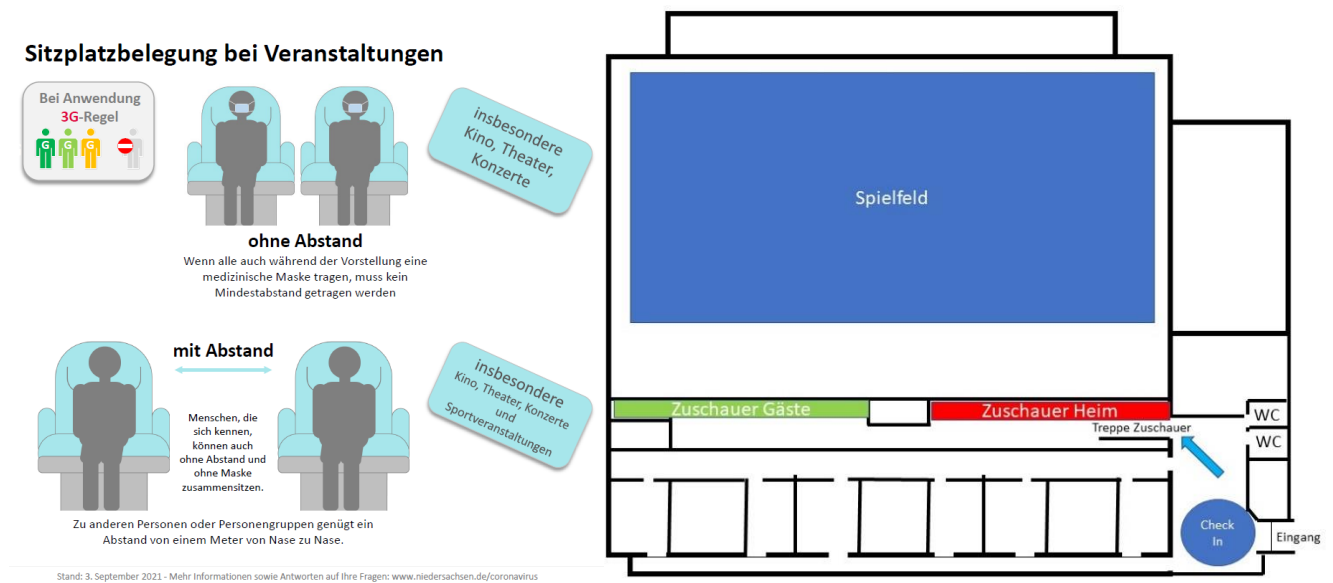 Sitzplatzbelegung bei Veranstaltungen
Bei Anwendung
3G-Regel
G G G
insbesondere
Kino, Theater,
Konzerte
ohne Abstand
Wenn alle auch während der Vorstellung eine
medizinische Maske tragen, muss kein
Mindestabstand getragen werden
mit Abstand
Menschen, die
sich kennen,
können auch
ohne Abstand und
ohne Maske
zusammensitzen.
insbesondere
Kino, Theater, Konzerte
und
Sportveranstaltungen
Zu anderen Personen oder Personengruppen genügt ein
Abstand von einem Meter von Nase zu Nase.
Stand: 3. September 2021 - Mehr Informationen sowie Antworten auf Ihre Fragen: www.niedersachsen.de/coronavirus
Spielfeld
Zuschauer Gäste
Zuschauer Heim
Treppe Zuschauer
WC
WC
Check
In
Eingang